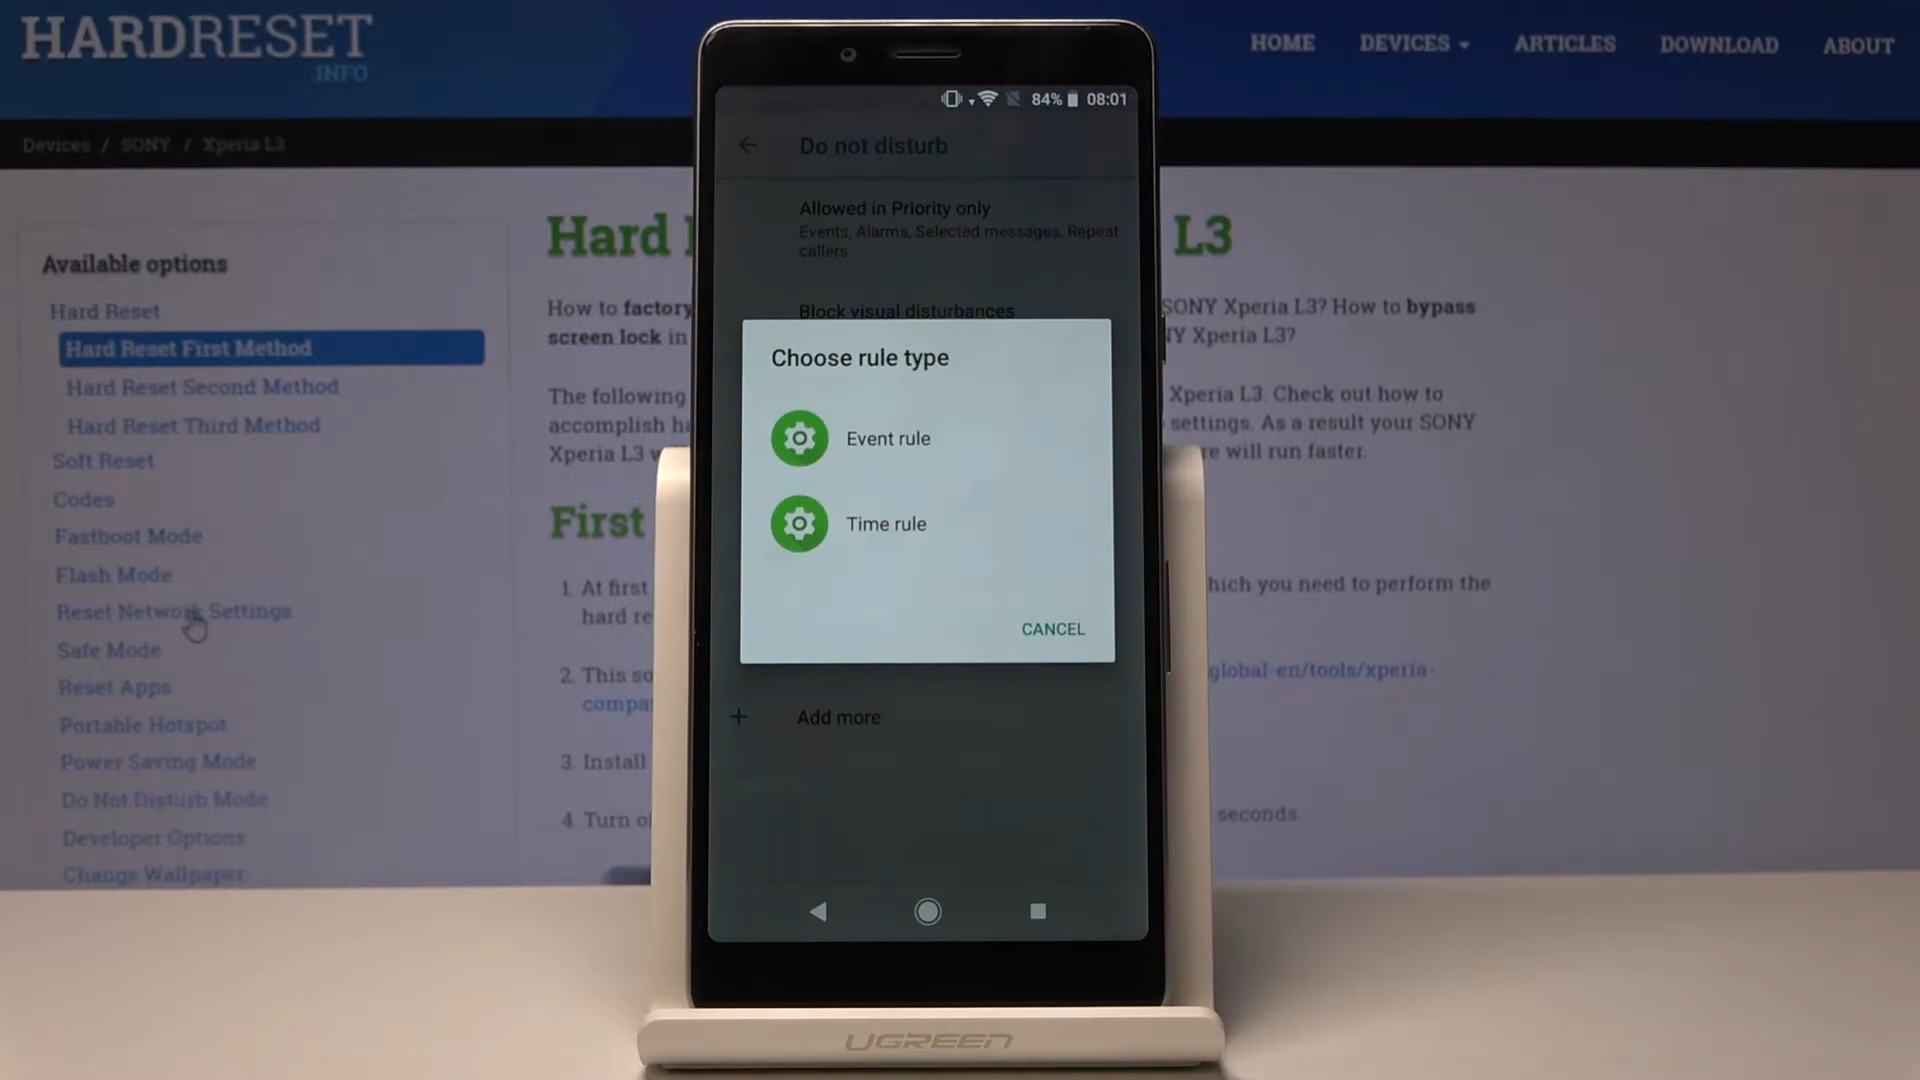 HARDRESET
.INFO
HOME
DEVICES
ARTICLES
DOWNLOAD
ABOUT
Devices / SONY / Xperia L3
Available options
Hard Reset
Hard Reset First Method
Hard Reset Second Method
Hard Reset Third Method
Soft Reset
Codes
Fastboot Mode
Flash Mode
Reset Network Settings
Safe Mode
Reset Apps
Portable Hotspot
Power Saving Mode
Do Not Disturb Mode
Developer Options
Change Wallpaper
Hard
L3
How to factory
SONY Xperia L3? How to bypass
screen lock in
Xperia L3?
The following
Xperia L3. Check out how to
accomplish
settings. As a result your SONY
Xperia L3
will run faster.
First
1. At first
which you need to perform the
hard re
2. This so
global-en/tools/xperia-
compa
3. Install
4. Turn
seconds.
84% 08:01
Do not disturb
Allowed in Priority only
Events, Alarms, Selected messages, Repeat
callers
Block visual disturbances
Choose rule type
Event rule
Time rule
CANCEL
+ Add more
UGREEN